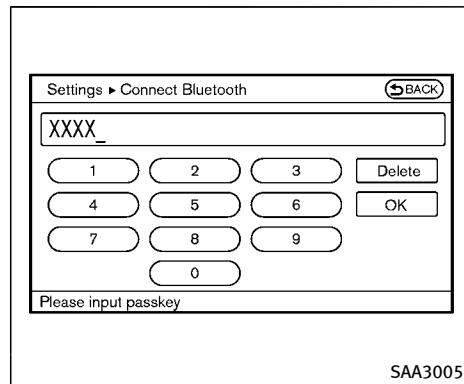 Settings ▸ Connect Bluetooth BACK
XXXX_
1 2 3 Delete
4 5 6 OK
7 8 9
0
Please input passkey
SAA3005